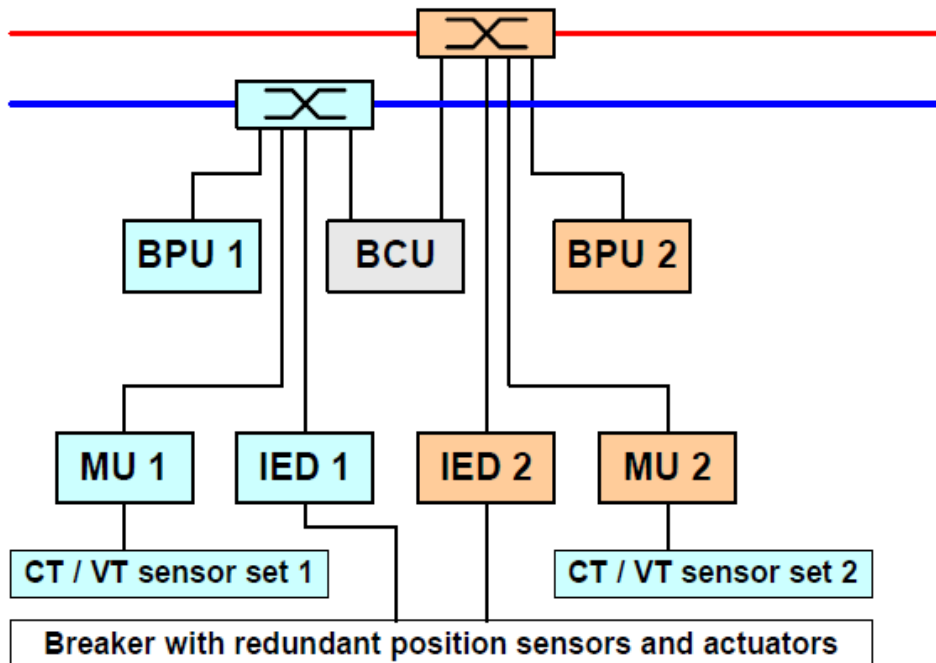 BPU 1
BCU
BPU 2
MU 1
IED 1
IED 2
MU 2
CT / VT sensor set 1
CT / VT sensor set 2
Breaker with redundant position sensors and actuators